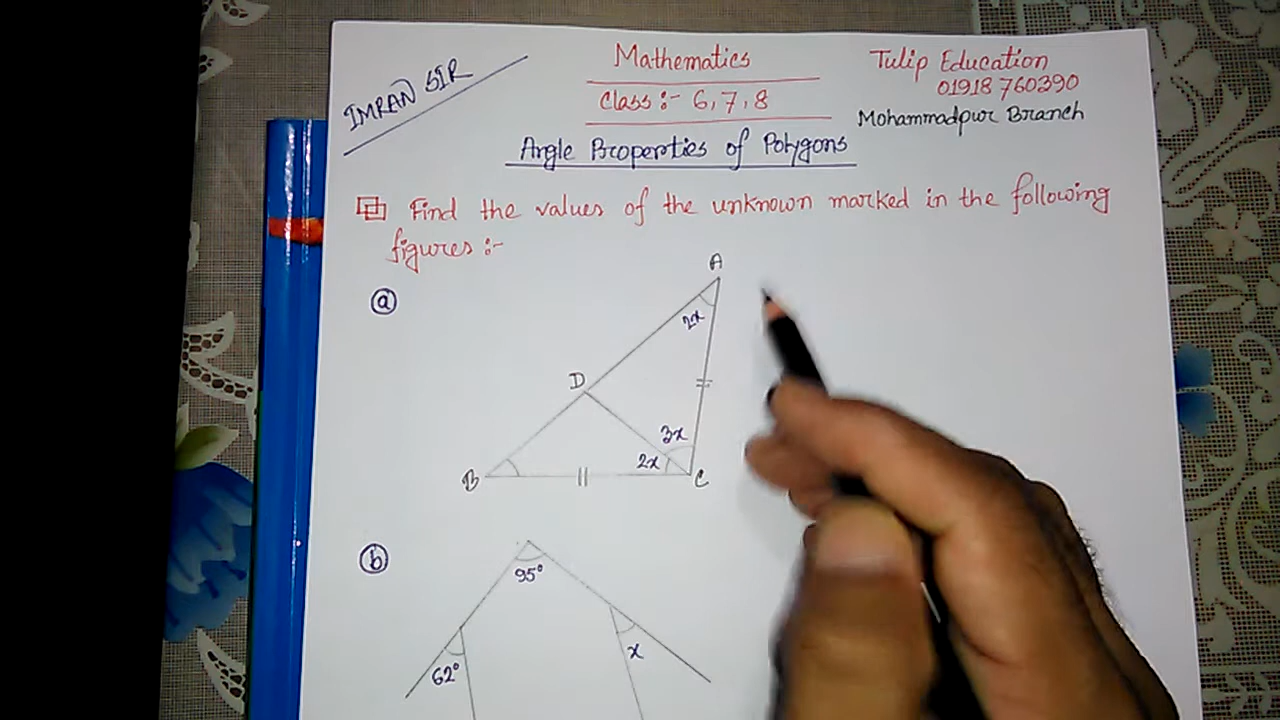 IMRAN SIR
Mathematics
Class:- 6, 7, 8
Tulip Education
01918 760390
Mohammadpur Branch
Angle Properties of Polygons
Find the values of the unknown marked in the following
figures:-
a
A
2x
D
3x
2x
B
C
b
95°
62°
x